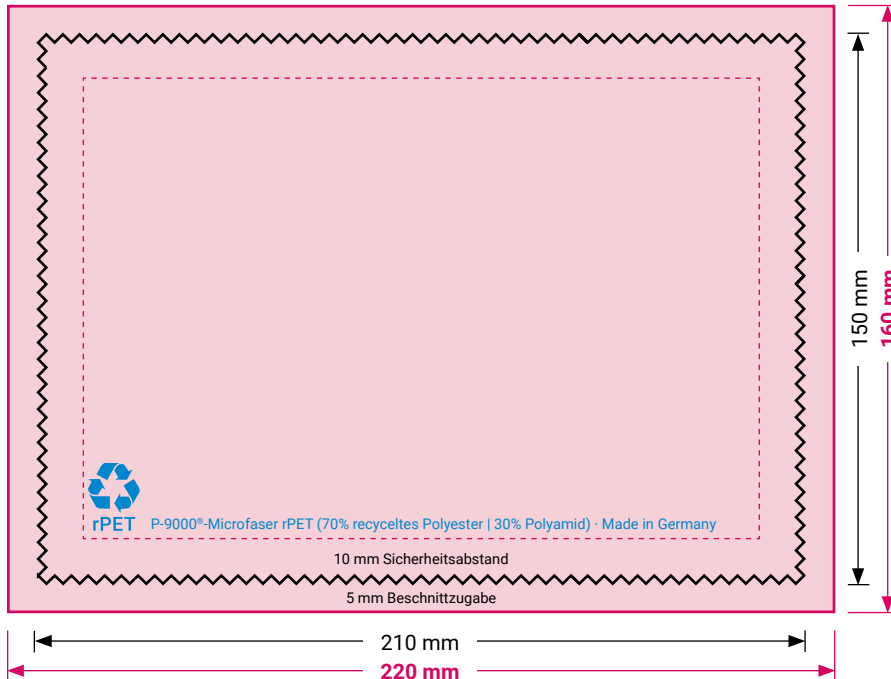 150 mm
160 mm
rPET
P-9000®-Microfaser rPET (70% recyceltes Polyester | 30% Polyamid) · Made in Germany
10 mm Sicherheitsabstand
5 mm Beschnittzugabe
210 mm
220 mm